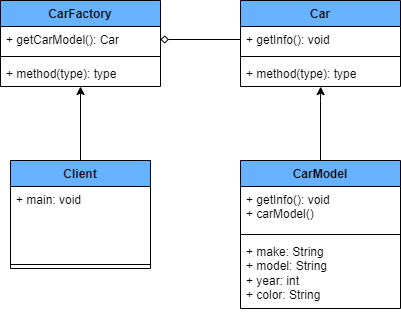 CarFactory
+ getCarModel(): Car
+ method(type): type
Car
+ getInfo(): void
+ method(type): type
Client
+ main: void
CarModel
+ getInfo(): void
+ carModel()
+ make: String
+ model: String
+ year: int
+ color: String